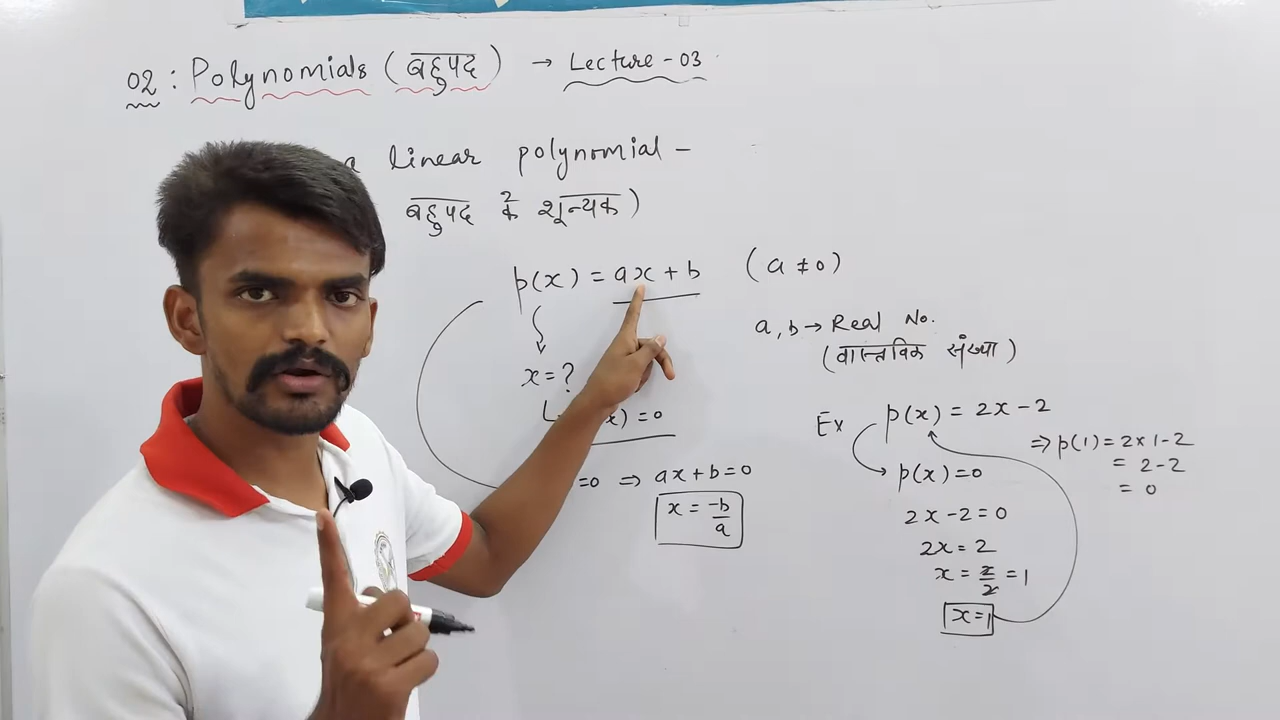 02 : Polynomials (बहुपद) → Lecture - 03
a linear polynomial -
बहुपद के शून्यक)
p(x) = ax + b (a ≠ 0)
a, b → Real No.
(वास्तविक संख्या)
x = ?
x) = 0
=0 ⇒ ax + b = 0
x = -b/a
Ex p(x) = 2x - 2
p(x) = 0
2x - 2 = 0
2x = 2
x = 2/2 = 1
x = 1
⇒ p(1) = 2 x 1 - 2
= 2 - 2
= 0